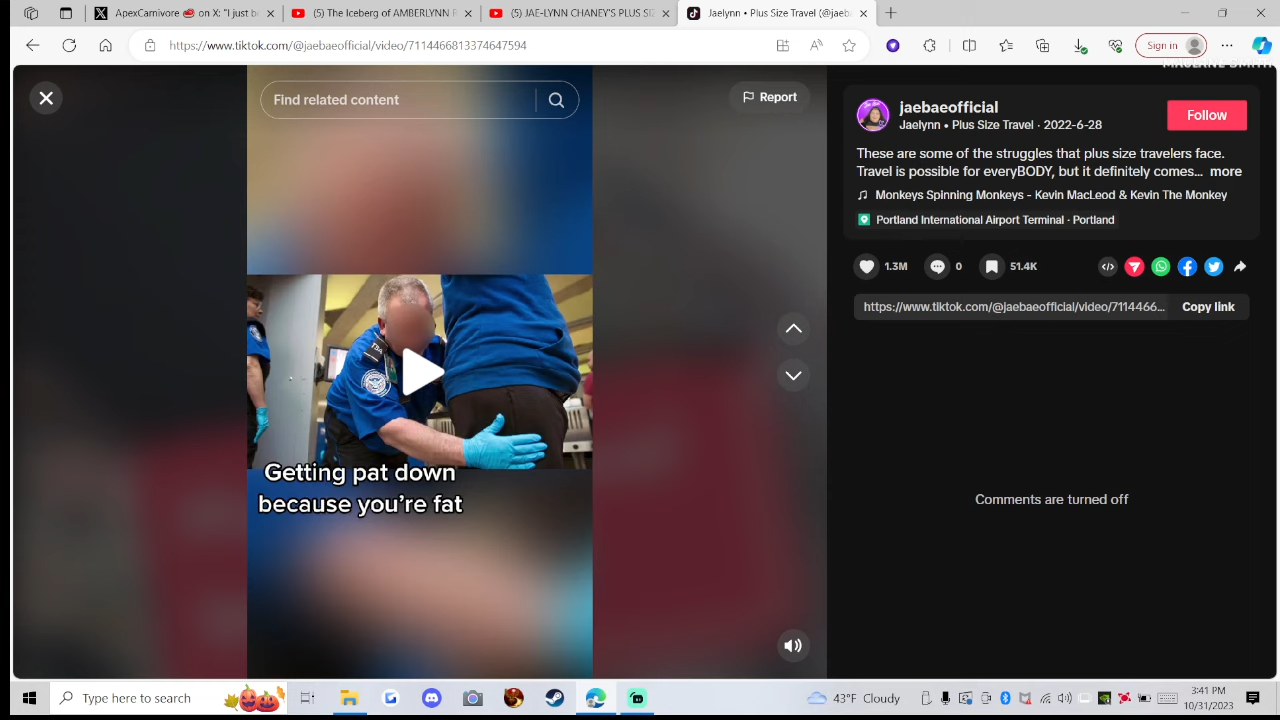 ApexCarnivore 🥩 on X: "I just b
(5) The Iceberg of AMBERLYNN R
(5) JAE-LYNN CHANEY'S PLUS SIZ
Jaelynn • Plus Size Travel (@jaeba
https://www.tiktok.com/@jaebaeofficial/video/7114466813374647594
Sign in
Find related content
Report
TSA
Getting pat down
because you're fat
jaebaeofficial
Jaelynn • Plus Size Travel · 2022-6-28
Follow
These are some of the struggles that plus size travelers face.
Travel is possible for everyBODY, but it definitely comes... more
Monkeys Spinning Monkeys - Kevin MacLeod & Kevin The Monkey
Portland International Airport Terminal · Portland
1.3M
0
51.4K
https://www.tiktok.com/@jaebaeofficial/video/7114466...
Copy link
Comments are turned off
Type here to search
43°F Cloudy
3:41 PM
10/31/2023